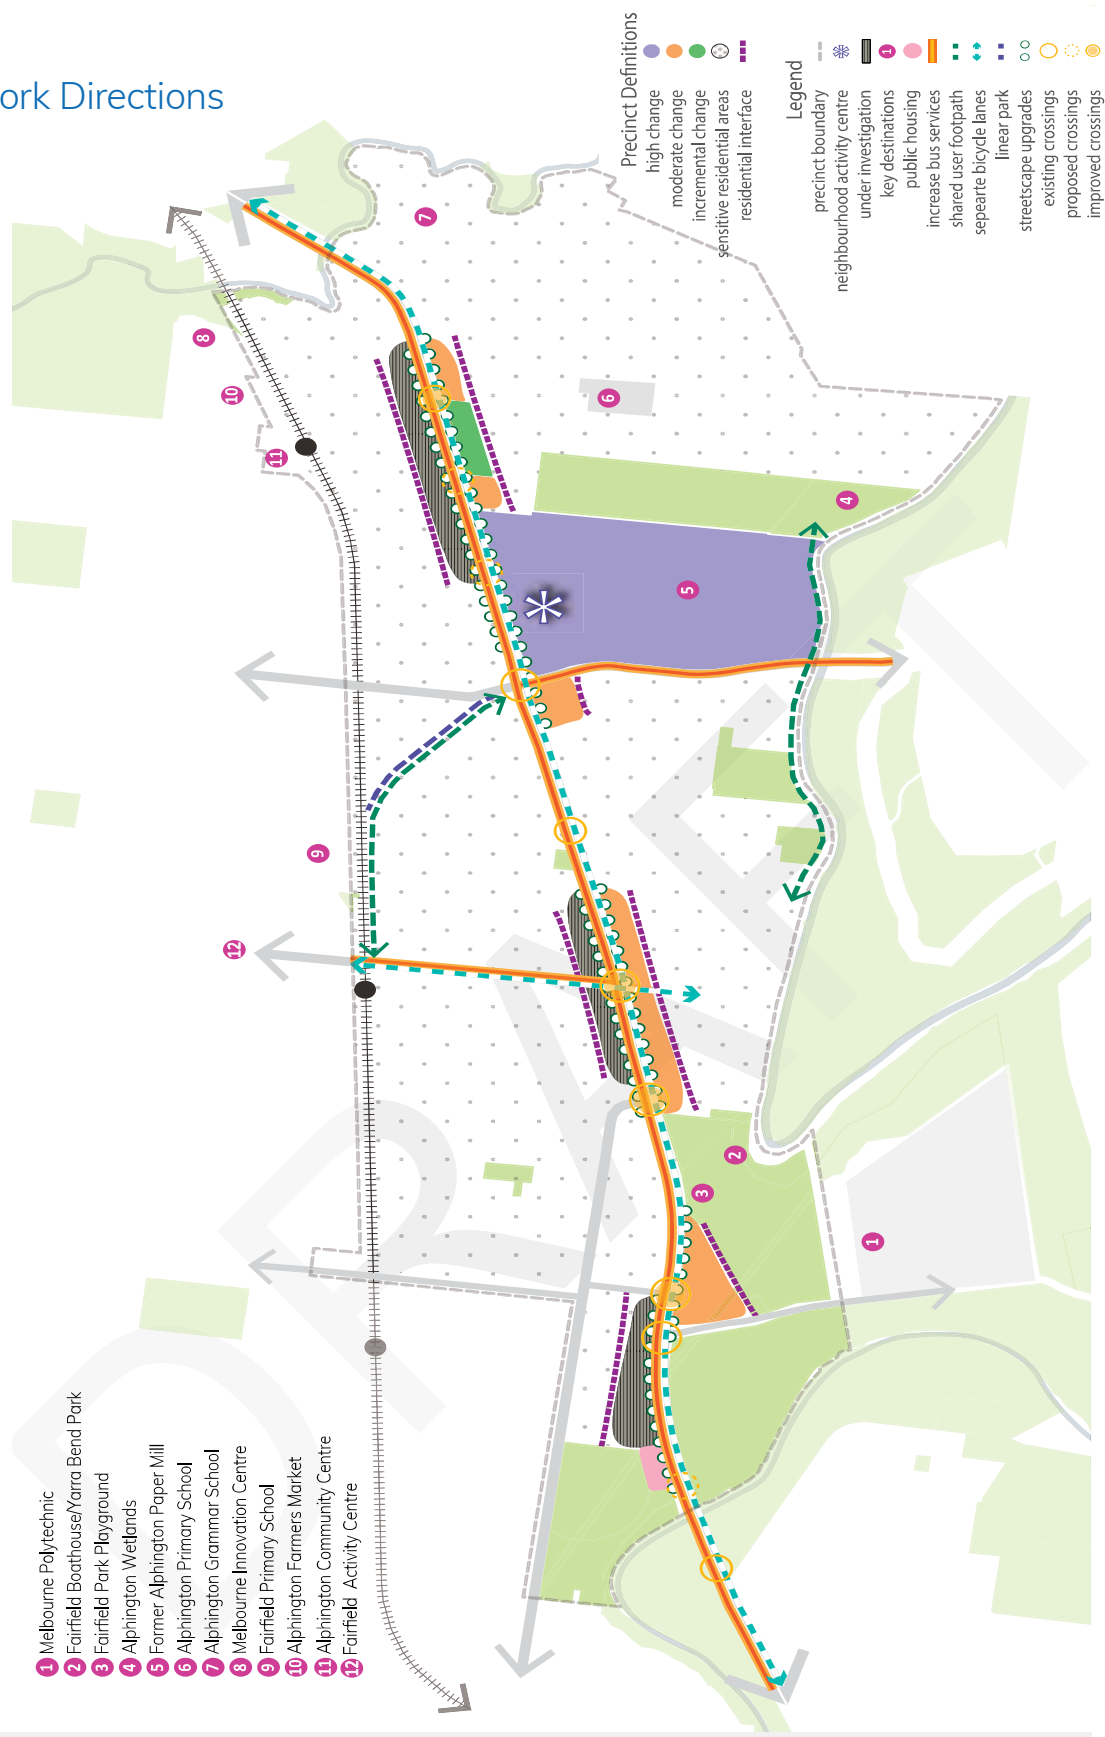 ork Directions
Precinct Definitions
high change
moderate change
incremental change
sensitive residential areas
residential interface
Legend
precinct boundary
neighbourhood activity centre
under investigation
1
key destinations
public housing
increase bus services
shared user footpath
sepearte bicycle lanes
linear park
streetscape upgrades
existing crossings
proposed crossings
improved crossings
7
8
10
11
6
4
5
9
12
2
3
1
DRAFT
1 Melbourne Polytechnic
2 Fairfield Boathouse/Yarra Bend Park
3 Fairfield Park Playground
4 Alphington Wetlands
5 Former Alphington Paper Mill
6 Alphington Primary School
7 Alphington Grammar School
8 Melbourne Innovation Centre
9 Fairfield Primary School
10 Alphington Farmers Market
11 Alphington Community Centre
12 Fairfield Activity Centre